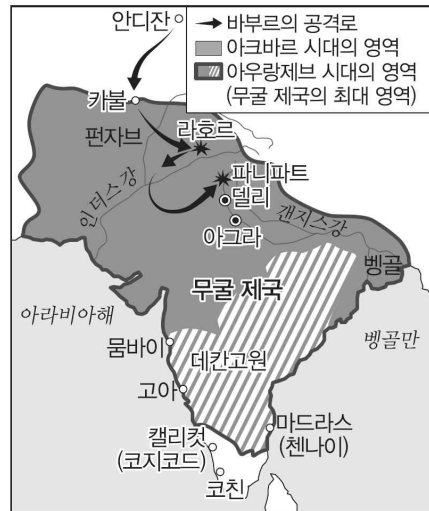 안디잔
바부르의 공격로
아크바르 시대의 영역
아우랑제브 시대의 영역
(무굴 제국의 최대 영역)
카불
펀자브
라호르
파니파트
인더스강
델리
갠지스강
아그라
벵골
무굴 제국
아라비아해
뭄바이
데칸고원
벵골만
고아
마드라스
(첸나이)
캘리컷
(코지코드)
코친